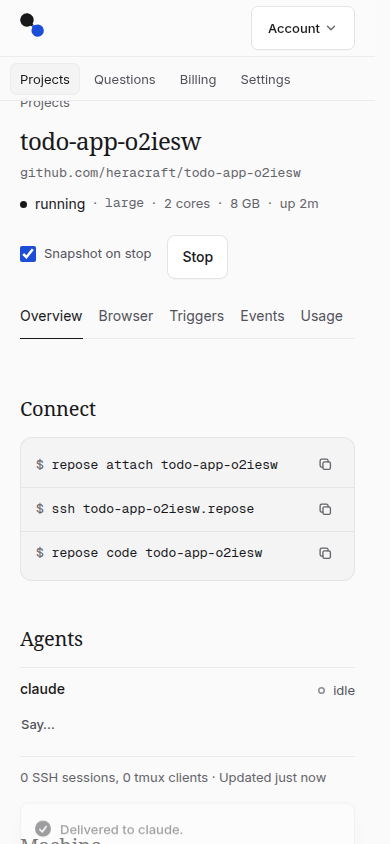 Account
Projects Questions Billing Settings
Projects
todo-app-o2iesw
github.com/heracraft/todo-app-o2iesw
running · large · 2 cores · 8 GB · up 2m
Snapshot on stop Stop
Overview Browser Triggers Events Usage
Connect
$ repose attach todo-app-o2iesw
$ ssh todo-app-o2iesw.repose
$ repose code todo-app-o2iesw
Agents
claude idle
Say...
0 SSH sessions, 0 tmux clients · Updated just now
Delivered to claude.
Machine